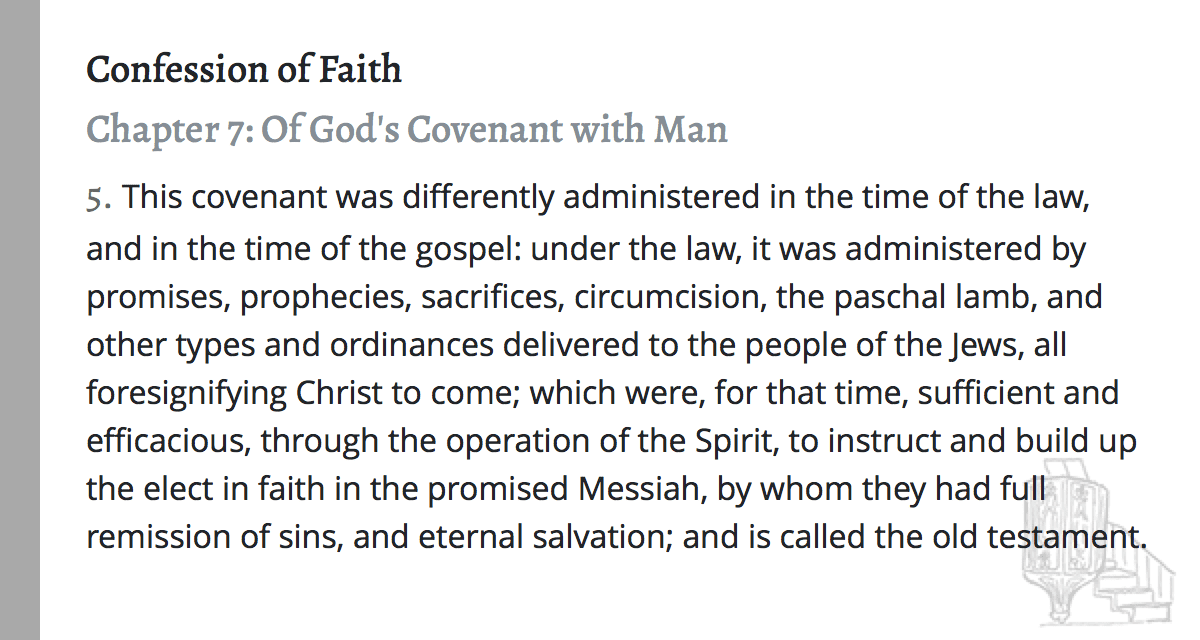 Confession of Faith
Chapter 7: Of God's Covenant with Man
5. This covenant was differently administered in the time of the law,
and in the time of the gospel: under the law, it was administered by
promises, prophecies, sacrifices, circumcision, the paschal lamb, and
other types and ordinances delivered to the people of the Jews, all
foresignifying Christ to come; which were, for that time, sufficient and
efficacious, through the operation of the Spirit, to instruct and build up
the elect in faith in the promised Messiah, by whom they had full
remission of sins, and eternal salvation; and is called the old testament.